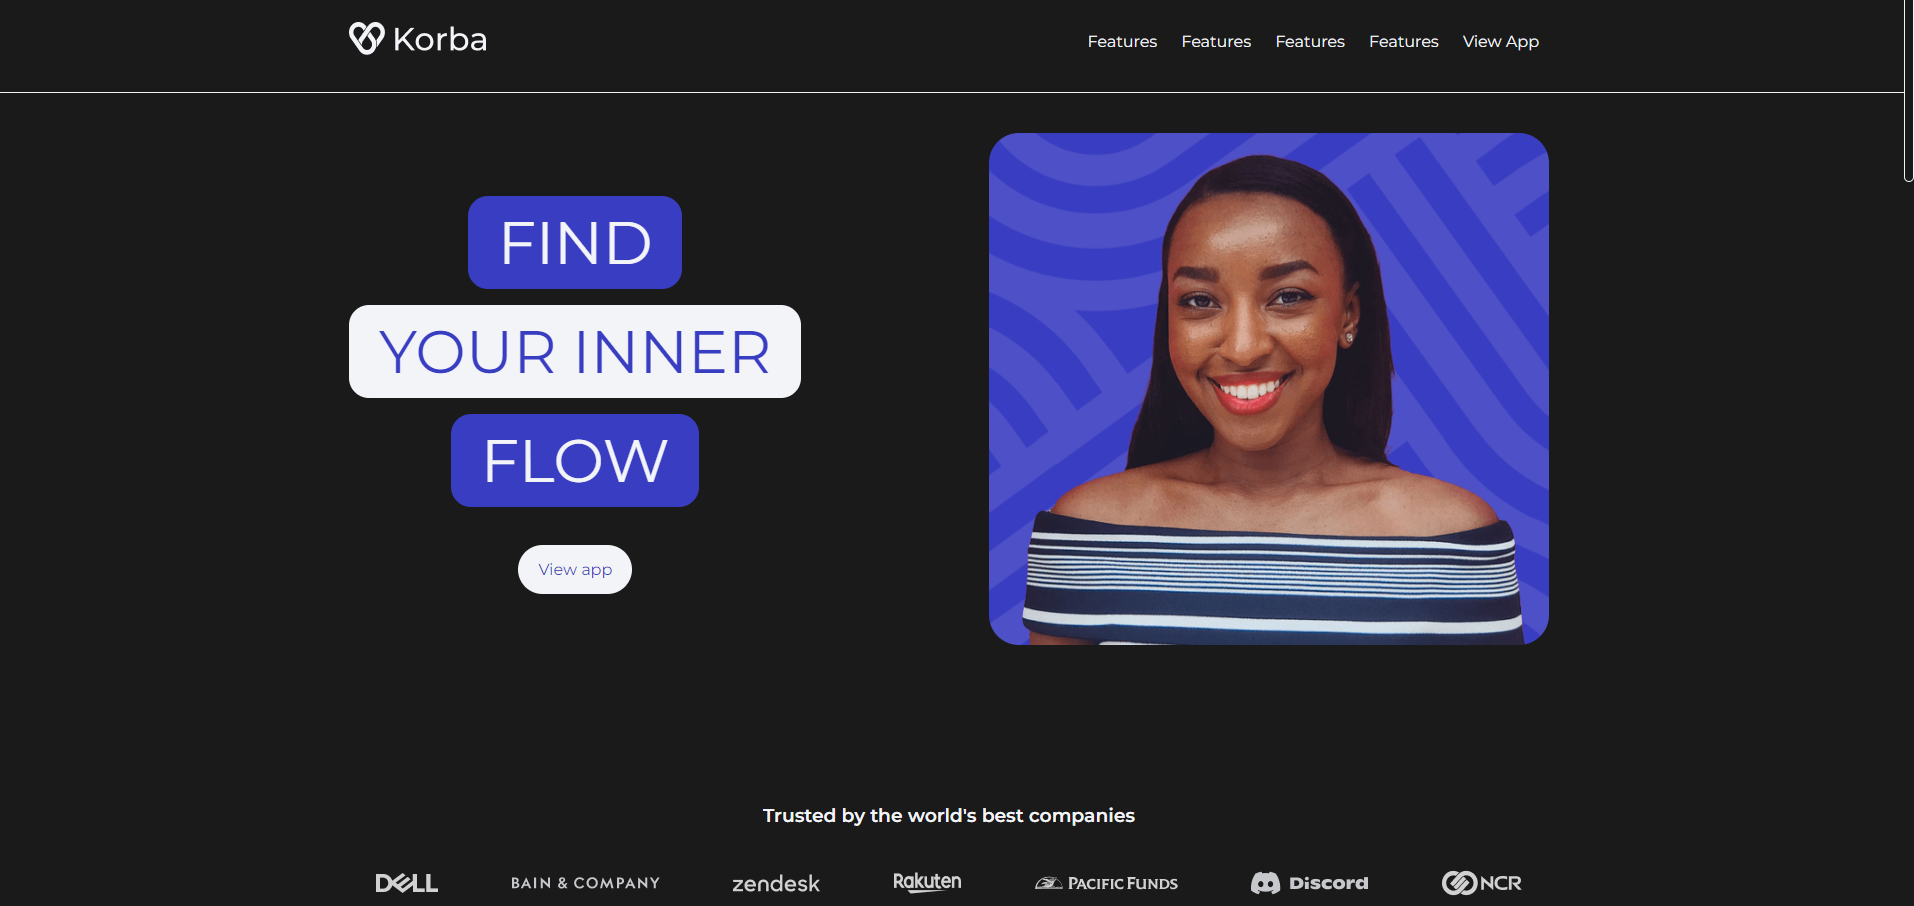 Korba
Features Features Features Features View App
FIND
YOUR INNER
FLOW
View app
Trusted by the world's best companies
DELL BAIN & COMPANY zendesk Rakuten PACIFIC FUNDS Discord NCR